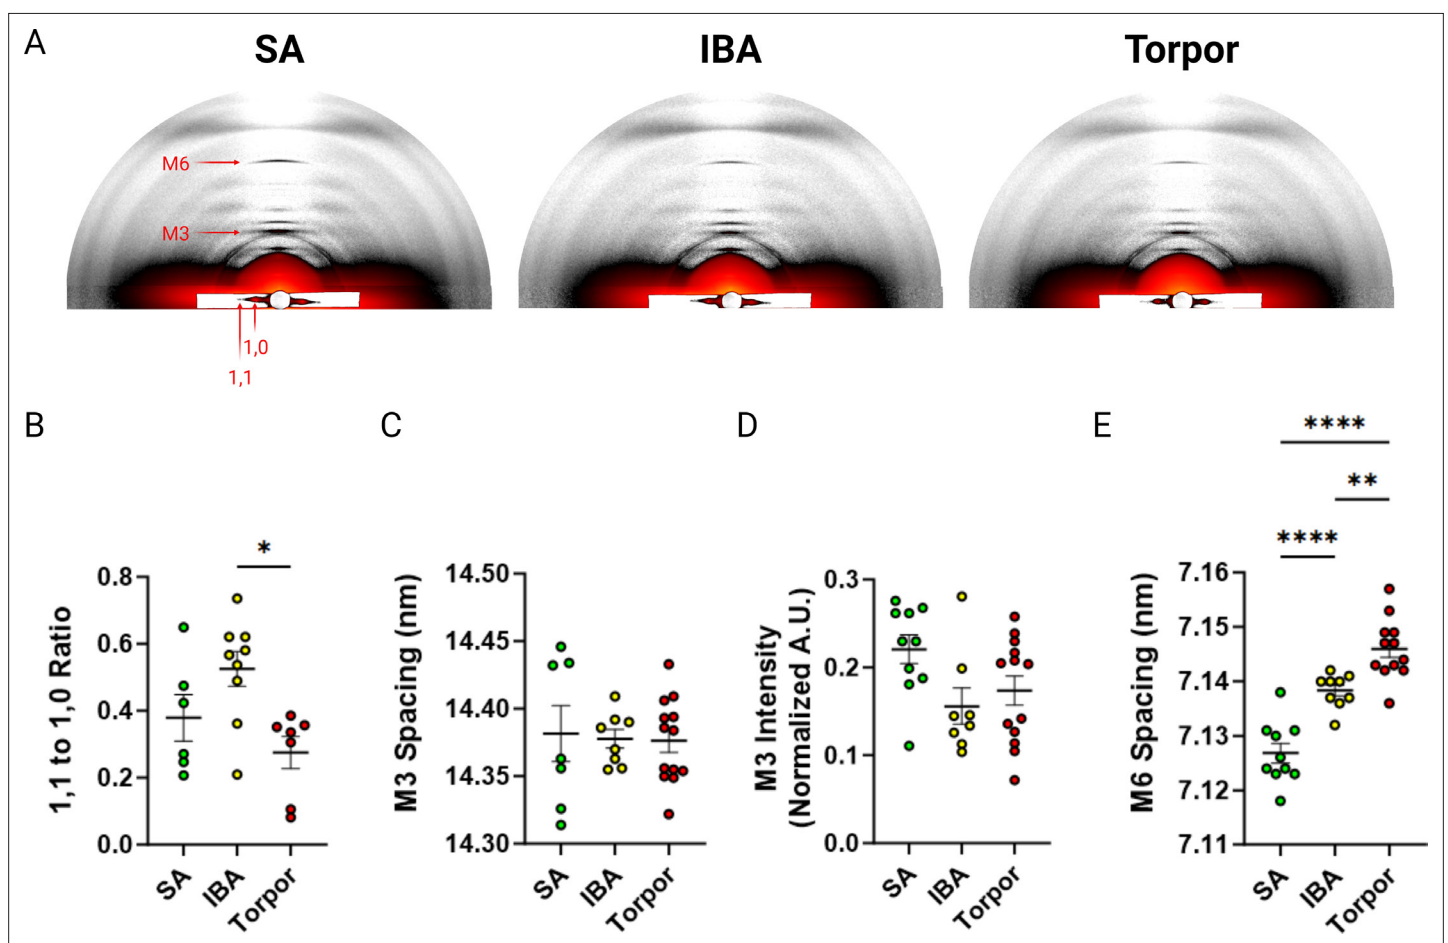 A
SA
IBA
Torpor
M6
M3
1,0
1,1
B
C
D
E
****
**
****
*
0.8
0.6
0.4
0.2
0.0
1,1 to 1,0 Ratio
SA
IBA
Torpor
14.50
14.45
14.40
14.35
14.30
M3 Spacing (nm)
SA
IBA
Torpor
0.3
0.2
0.1
0.0
M3 Intensity
(Normalized A.U.)
SA
IBA
Torpor
7.16
7.15
7.14
7.13
7.12
7.11
M6 Spacing (nm)
SA
IBA
Torpor